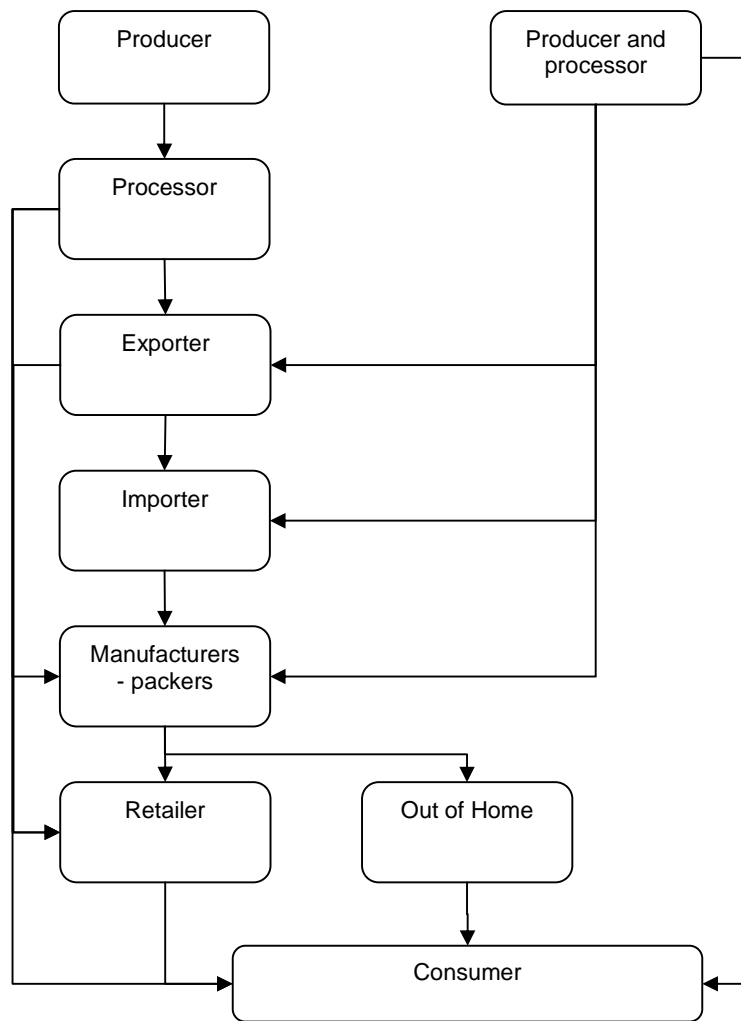 Producer
Producer and
processor
Processor
Exporter
Importer
Manufacturers
- packers
Retailer
Out of Home
Consumer